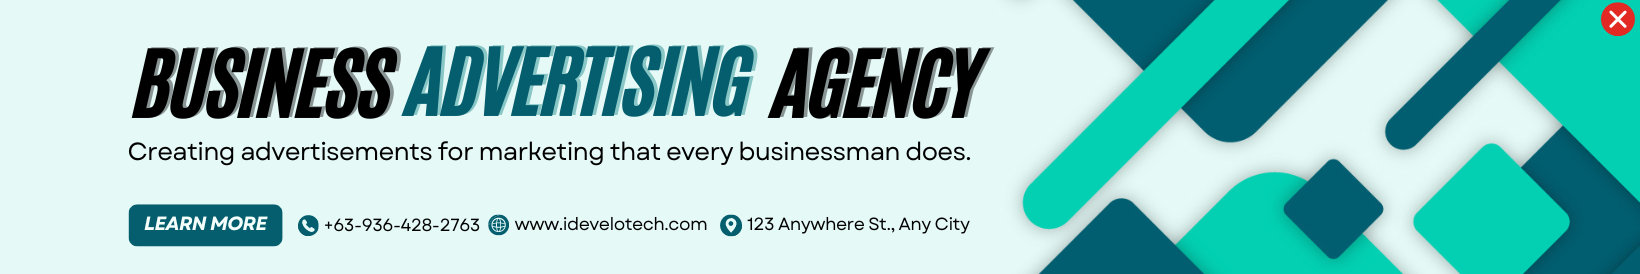 BUSINESS ADVERTISING AGENCY
Creating advertisements for marketing that every businessman does.
LEARN MORE +63-936-428-2763 www.idevelotech.com 123 Anywhere St., Any City